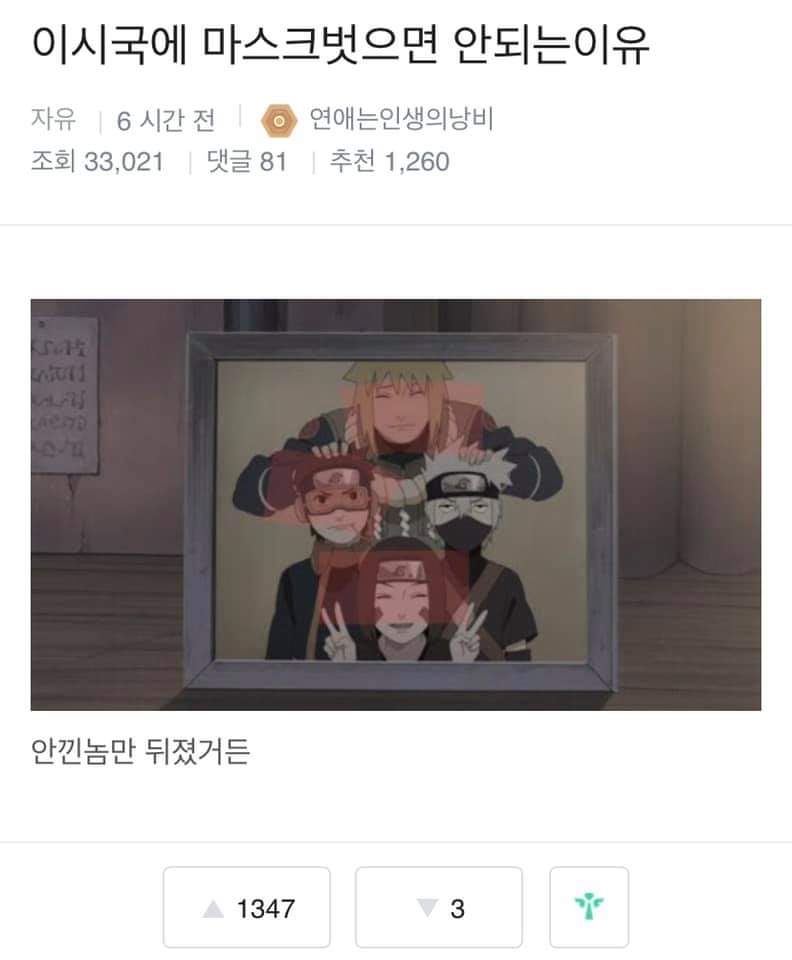 이시국에 마스크벗으면 안되는이유
자유 | 6 시간 전 | 연애는인생의낭비
조회 33,021 | 댓글 81 | 추천 1,260
안낀놈만 뒤졌거든
1347
3